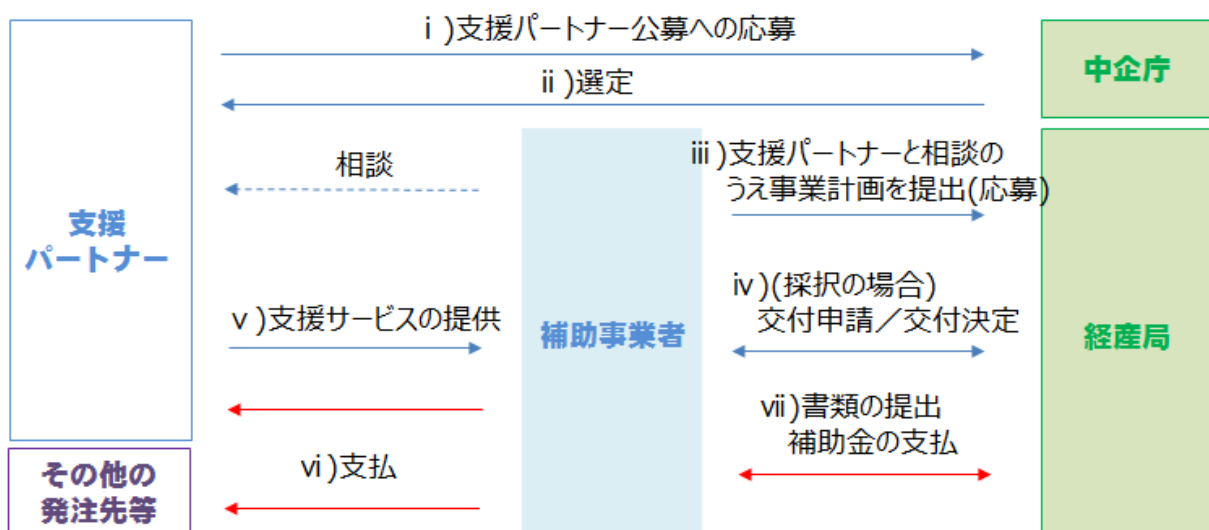 ⅰ)支援パートナー公募への応募
中企庁
ⅱ)選定
相談
ⅲ)支援パートナーと相談の
うえ事業計画を提出(応募)
支援
パートナー
ⅳ)(採択の場合)
交付申請／交付決定
ⅴ)支援サービスの提供
補助事業者
経産局
ⅶ)書類の提出
補助金の支払
ⅵ)支払
その他の
発注先等